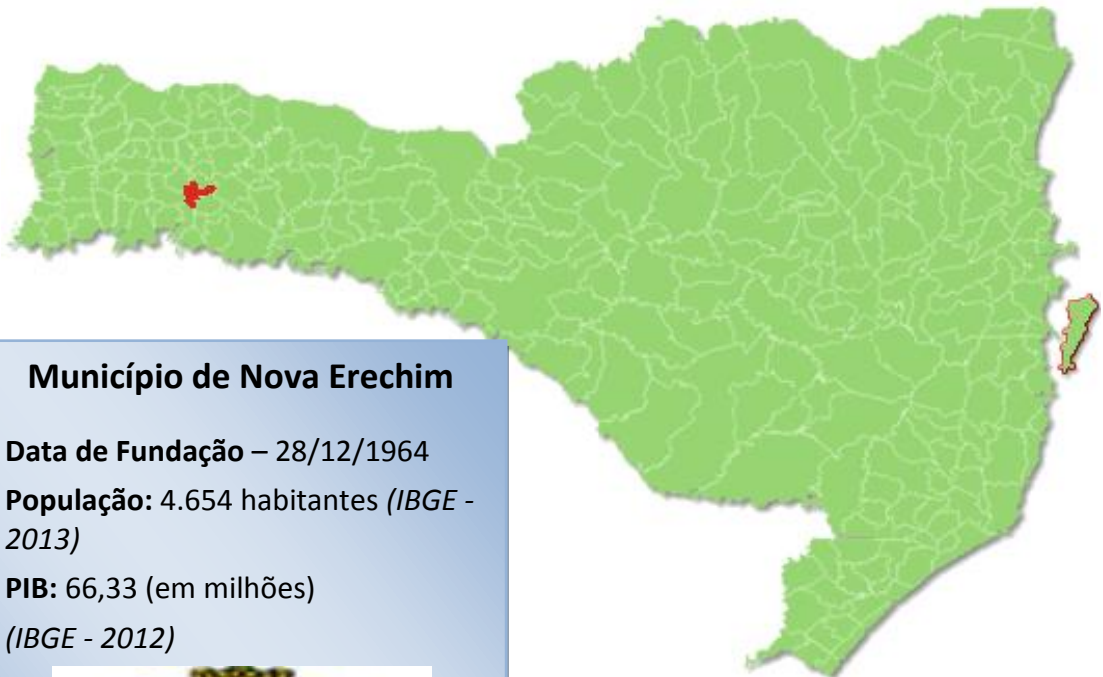 Município de Nova Erechim
Data de Fundação – 28/12/1964
População: 4.654 habitantes (IBGE -
2013)
PIB: 66,33 (em milhões)
(IBGE - 2012)